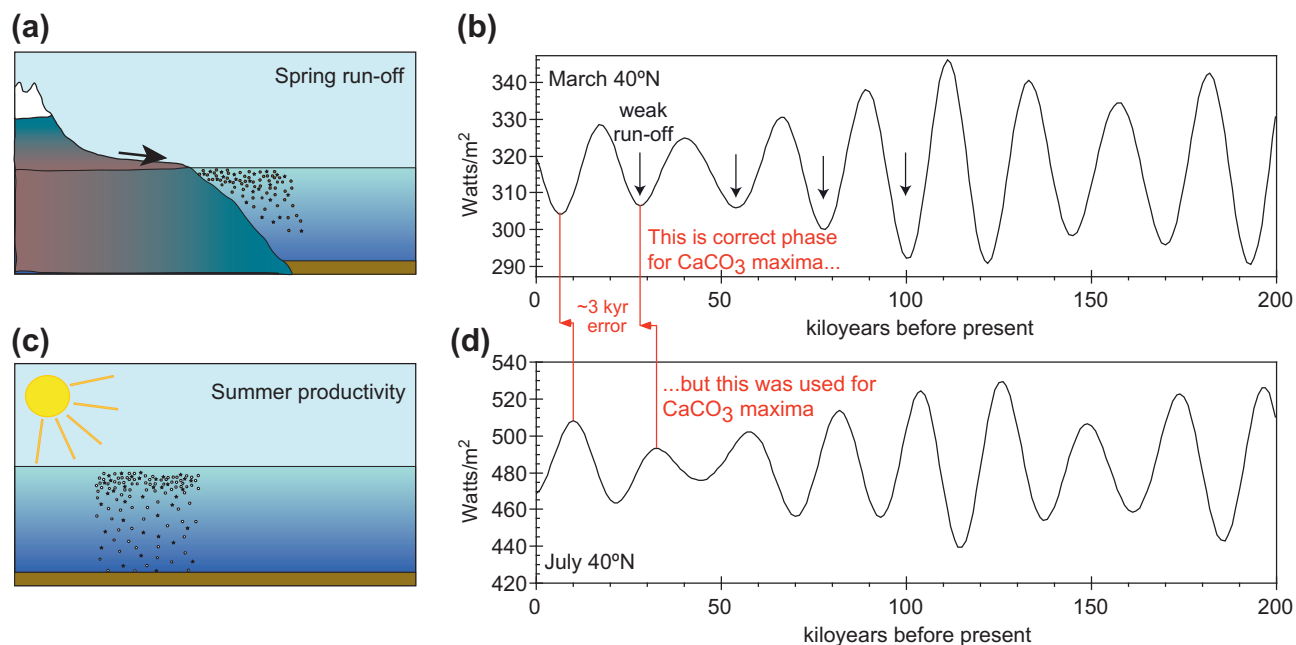 (a)
Spring run-off
(b)
March 40ºN
weak
run-off
This is correct phase
for CaCO3 maxima...
Watts/m2
340
330
320
310
300
290
0
50
100
150
200
kiloyears before present
~3 kyr
error
(c)
Summer productivity
(d)
...but this was used for
CaCO3 maxima
July 40ºN
Watts/m2
540
520
500
480
460
440
420
0
50
100
150
200
kiloyears before present